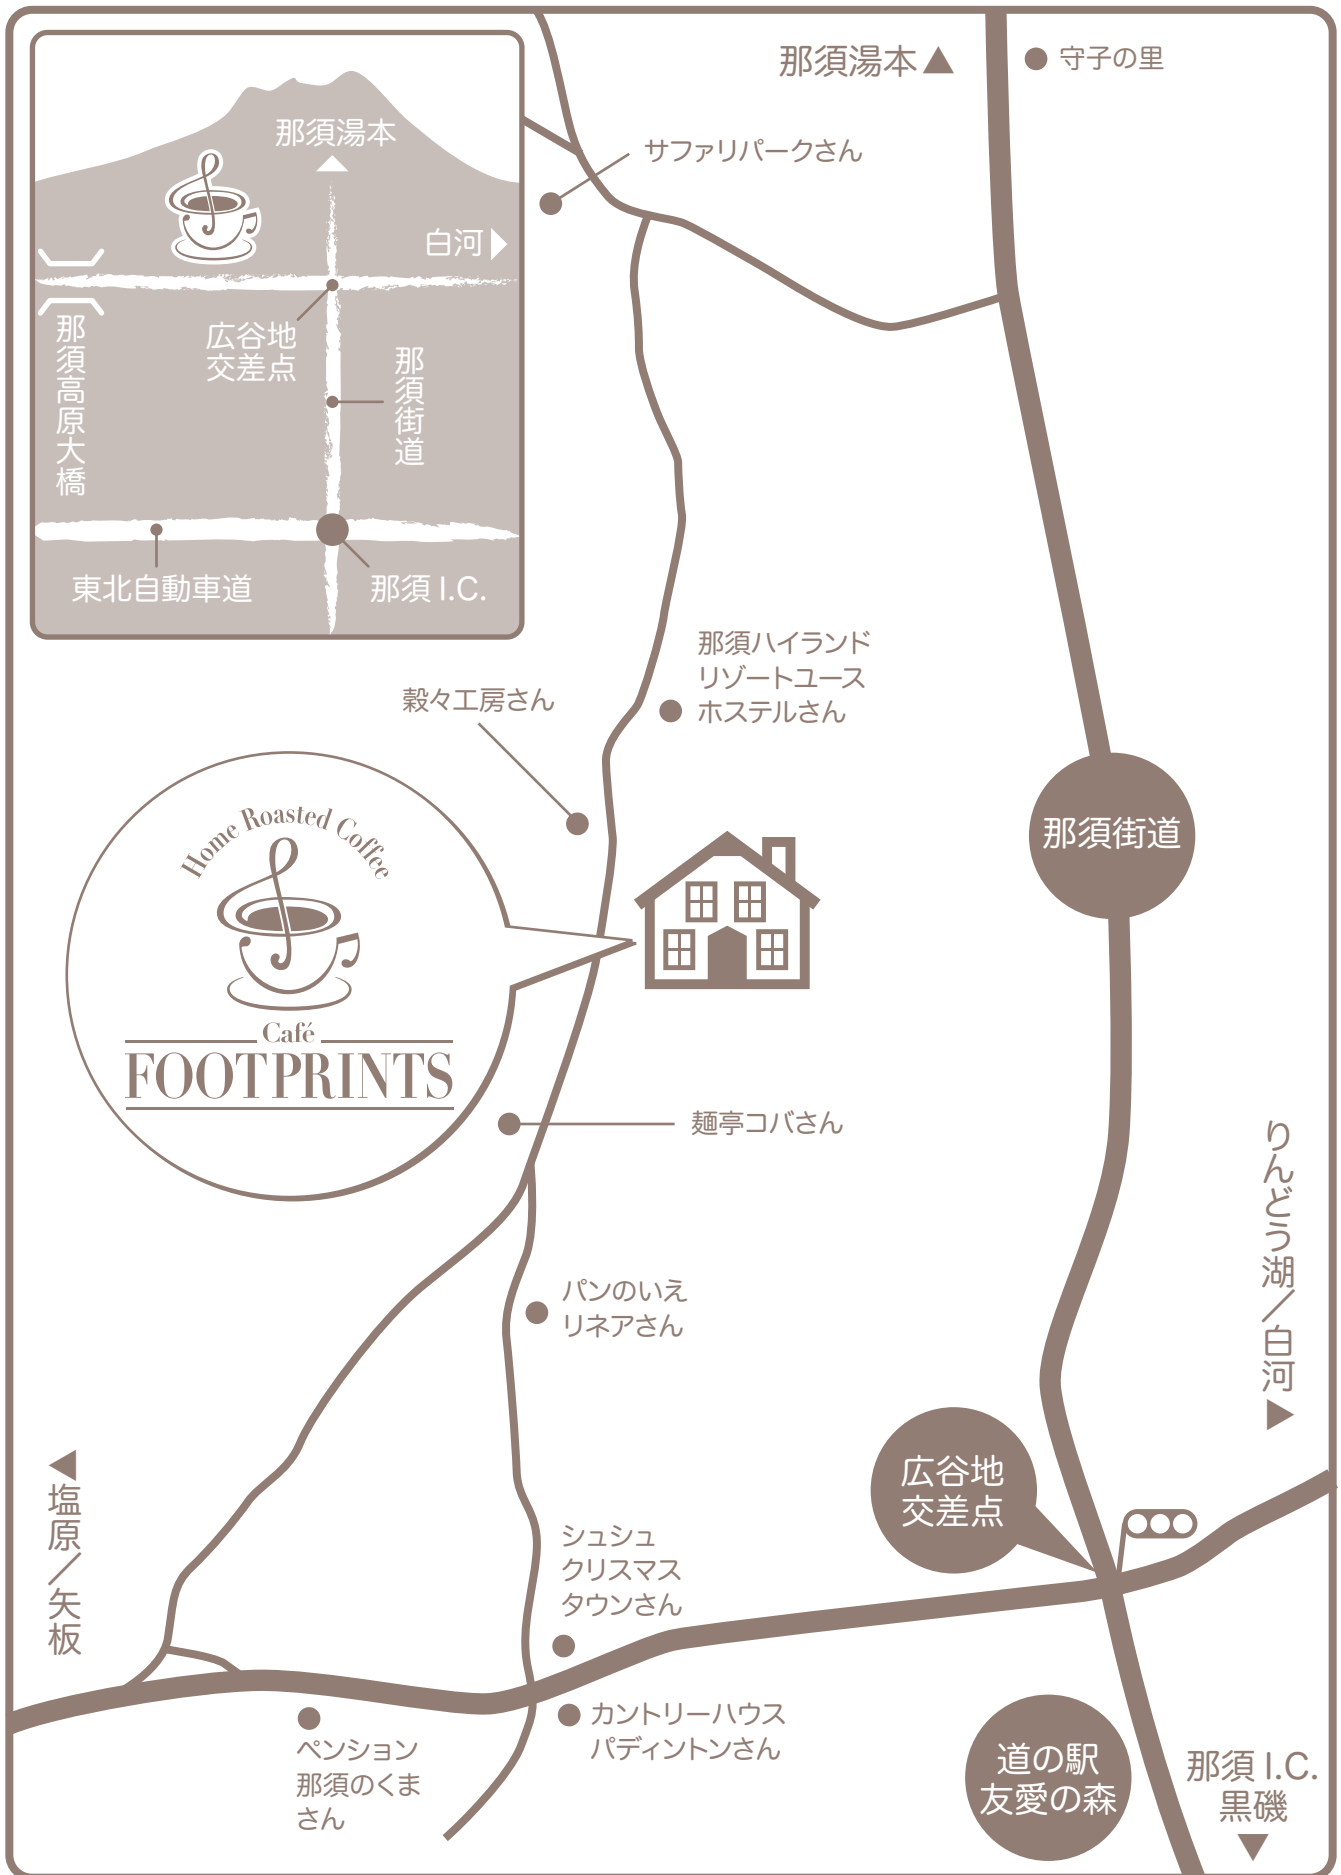 那須湯本▲
守子の里
サファリパークさん
那須湯本
白河
広谷地
交差点
那須街道
那須高原大橋
東北自動車道
那須 I.C.
那須ハイランド
リゾートユース
ホステルさん
穀々工房さん
那須街道
Home Roasted Coffee
Café
FOOTPRINTS
麺亭コバさん
りんどう湖／白河▶
パンのいえ
リネアさん
広谷地
交差点
◀塩原／矢板
シュシュ
クリスマス
タウンさん
カントリーハウス
パディントンさん
ペンション
那須のくま
さん
道の駅
友愛の森
那須 I.C.
黒磯
▼